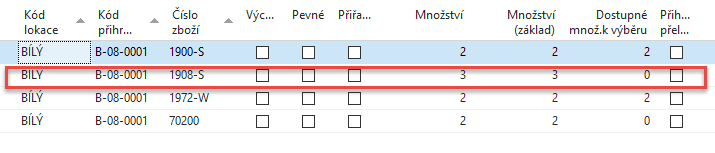 Kód lokace Kód přihr... Číslo zboží Výc... Pevné Přiřa... Množství Množství (základ) Dostupné množ.k výběru Přih... přel...
BÍLÝ B-08-0001 1900-S 2 2 2
BÍLÝ B-08-0001 1908-S 3 3 0
BÍLÝ B-08-0001 1972-W 2 2 2
BÍLÝ B-08-0001 70200 2 2 0